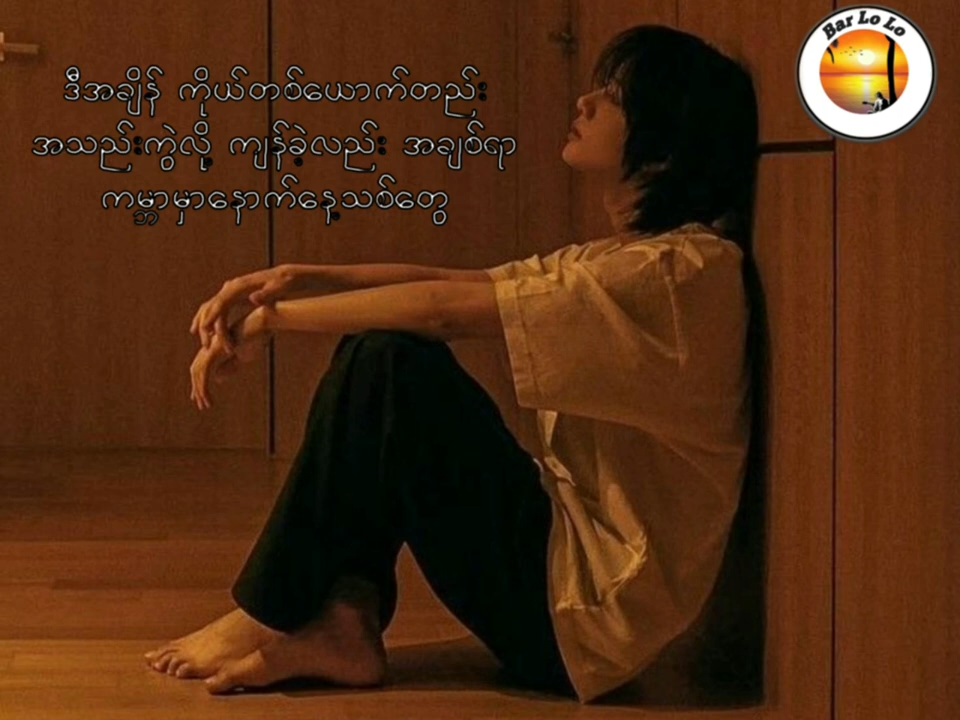 Bar Lo Lo
ဒီအချိန် ကိုယ်တစ်ယောက်တည်း
အသည်းကွဲလို့ ကျန်ခဲ့လည်း အချစ်ရာ
ကမ္ဘာမှာနောက်နေ့သစ်တွေ